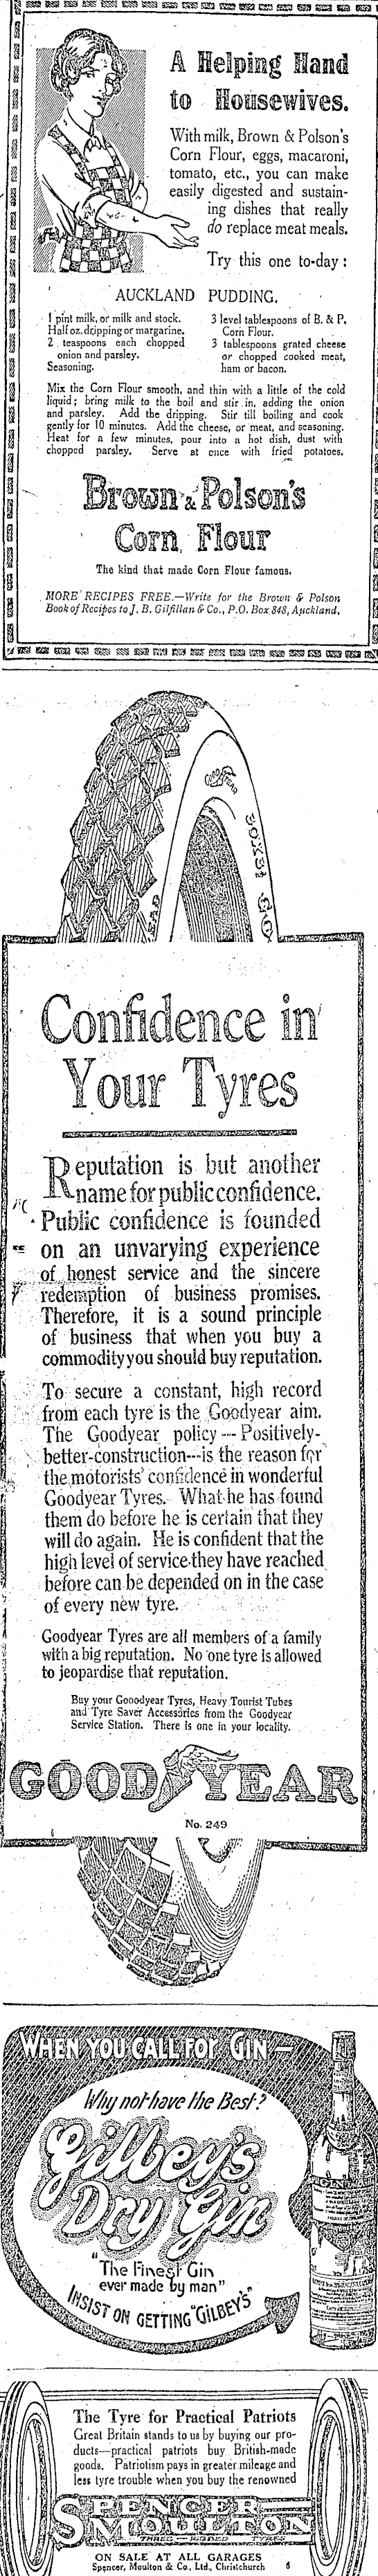 A Helping Hand
to Housewives.
With milk, Brown & Polson's
Corn Flour, eggs, macaroni,
tomato, etc., you can make
easily digested and sustain-
ing dishes that really
do replace meat meals.
Try this one to-day:
AUCKLAND PUDDING.
1 pint milk, or milk and stock.
Half oz. dripping or margarine.
2 teaspoons each chopped
onion and parsley.
Seasoning.
3 level tablespoons of B. & P.
Corn Flour.
3 tablespoons grated cheese
or chopped cooked meat,
ham or bacon.
Mix the Corn Flour smooth, and thin with a little of the cold
liquid; bring milk to the boil and stir in, adding the onion
and parsley. Add the dripping. Stir till boiling and cook
gently for 10 minutes. Add the cheese, or meat, and seasoning.
Heat for a few minutes, pour into a hot dish, dust with
chopped parsley. Serve at once with fried potatoes.
Brown & Polson's
Corn Flour
The kind that made Corn Flour famous.
MORE RECIPES FREE.—Write for the Brown & Polson
Book of Recipes to J. B. Gilfillan & Co., P.O. Box 848, Auckland.
GOODYEAR
30X3½
Confidence in
Your Tyres
Reputation is but another
name for public confidence.
Public confidence is founded
on an unvarying experience
of honest service and the sincere
redemption of business promises.
Therefore, it is a sound principle
of business that when you buy a
commodity you should buy reputation.
To secure a constant, high record
from each tyre is the Goodyear aim.
The Goodyear policy—Positively-
better-construction—is the reason for
the motorists' confidence in wonderful
Goodyear Tyres. What he has found
them do before he is certain that they
will do again. He is confident that the
high level of service they have reached
before can be depended on in the case
of every new tyre.
Goodyear Tyres are all members of a family
with a big reputation. No one tyre is allowed
to jeopardise that reputation.
Buy your Gooodyear Tyres, Heavy Tourist Tubes
and Tyre Saver Accessories from the Goodyear
Service Station. There is one in your locality.
GOODYEAR
No. 249
WHEN YOU CALL FOR GIN —
Why not have the Best?
Gilbey's
Dry Gin
"The Finest Gin
ever made by man"
INSIST ON GETTING "GILBEY'S"
The Tyre for Practical Patriots
Great Britain stands to us by buying our pro-
ducts—practical patriots buy British-made
goods. Patriotism pays in greater mileage and
less tyre trouble when you buy the renowned
SPENCER
MOULTON
THREE-RIBBED TYRES
ON SALE AT ALL GARAGES
Spencer, Moulton & Co., Ltd., Christchurch 6